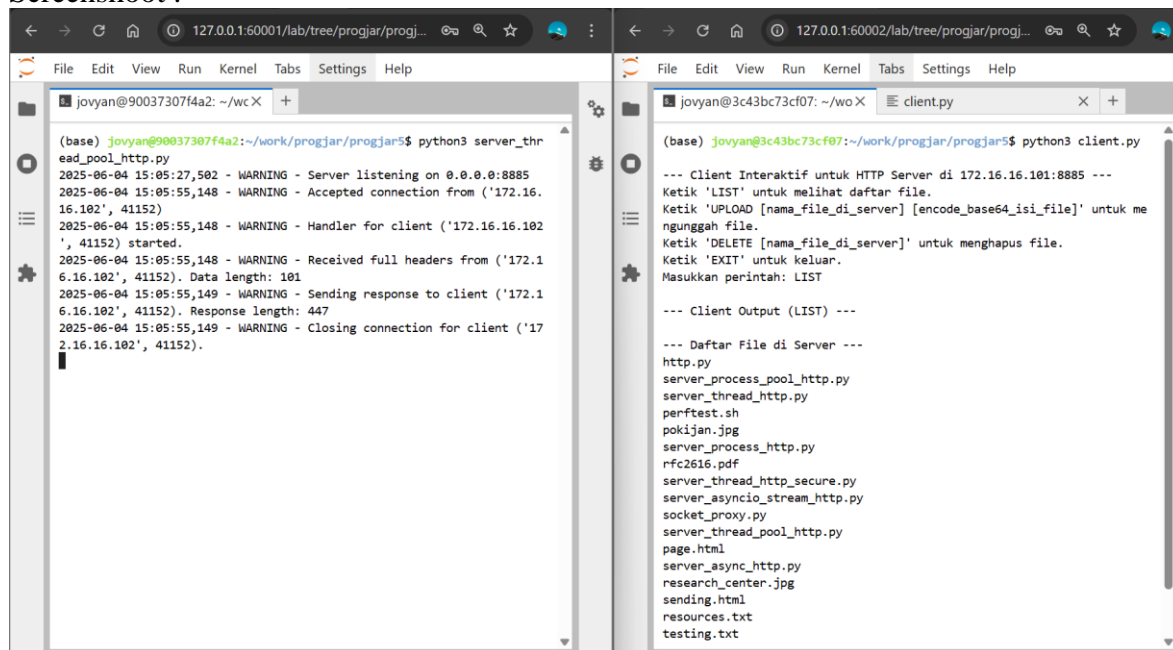 Screenshoot :
127.0.0.1:60001/lab/tree/progjar/progj...
File Edit View Run Kernel Tabs Settings Help
jovyan@90037307f4a2: ~/wc
(base) jovyan@90037307f4a2:~/work/progjar/progjar5$ python3 server_thr
ead_pool_http.py
2025-06-04 15:05:27,502 - WARNING - Server listening on 0.0.0.0:8885
2025-06-04 15:05:55,148 - WARNING - Accepted connection from ('172.16.
16.102', 41152)
2025-06-04 15:05:55,148 - WARNING - Handler for client ('172.16.16.102
', 41152) started.
2025-06-04 15:05:55,148 - WARNING - Received full headers from ('172.1
6.16.102', 41152). Data length: 101
2025-06-04 15:05:55,149 - WARNING - Sending response to client ('172.1
6.16.102', 41152). Response length: 447
2025-06-04 15:05:55,149 - WARNING - Closing connection for client ('17
2.16.16.102', 41152).
127.0.0.1:60002/lab/tree/progjar/progj...
File Edit View Run Kernel Tabs Settings Help
jovyan@3c43bc73cf07: ~/wo
client.py
(base) jovyan@3c43bc73cf07:~/work/progjar/progjar5$ python3 client.py
--- Client Interaktif untuk HTTP Server di 172.16.16.101:8885 ---
Ketik 'LIST' untuk melihat daftar file.
Ketik 'UPLOAD [nama_file_di_server] [encode_base64_isi_file]' untuk me
ngunggah file.
Ketik 'DELETE [nama_file_di_server]' untuk menghapus file.
Ketik 'EXIT' untuk keluar.
Masukkan perintah: LIST
--- Client Output (LIST) ---
--- Daftar File di Server ---
http.py
server_process_pool_http.py
server_thread_http.py
perftest.sh
pokijan.jpg
server_process_http.py
rfc2616.pdf
server_thread_http_secure.py
server_asyncio_stream_http.py
socket_proxy.py
server_thread_pool_http.py
page.html
server_async_http.py
research_center.jpg
sending.html
resources.txt
testing.txt